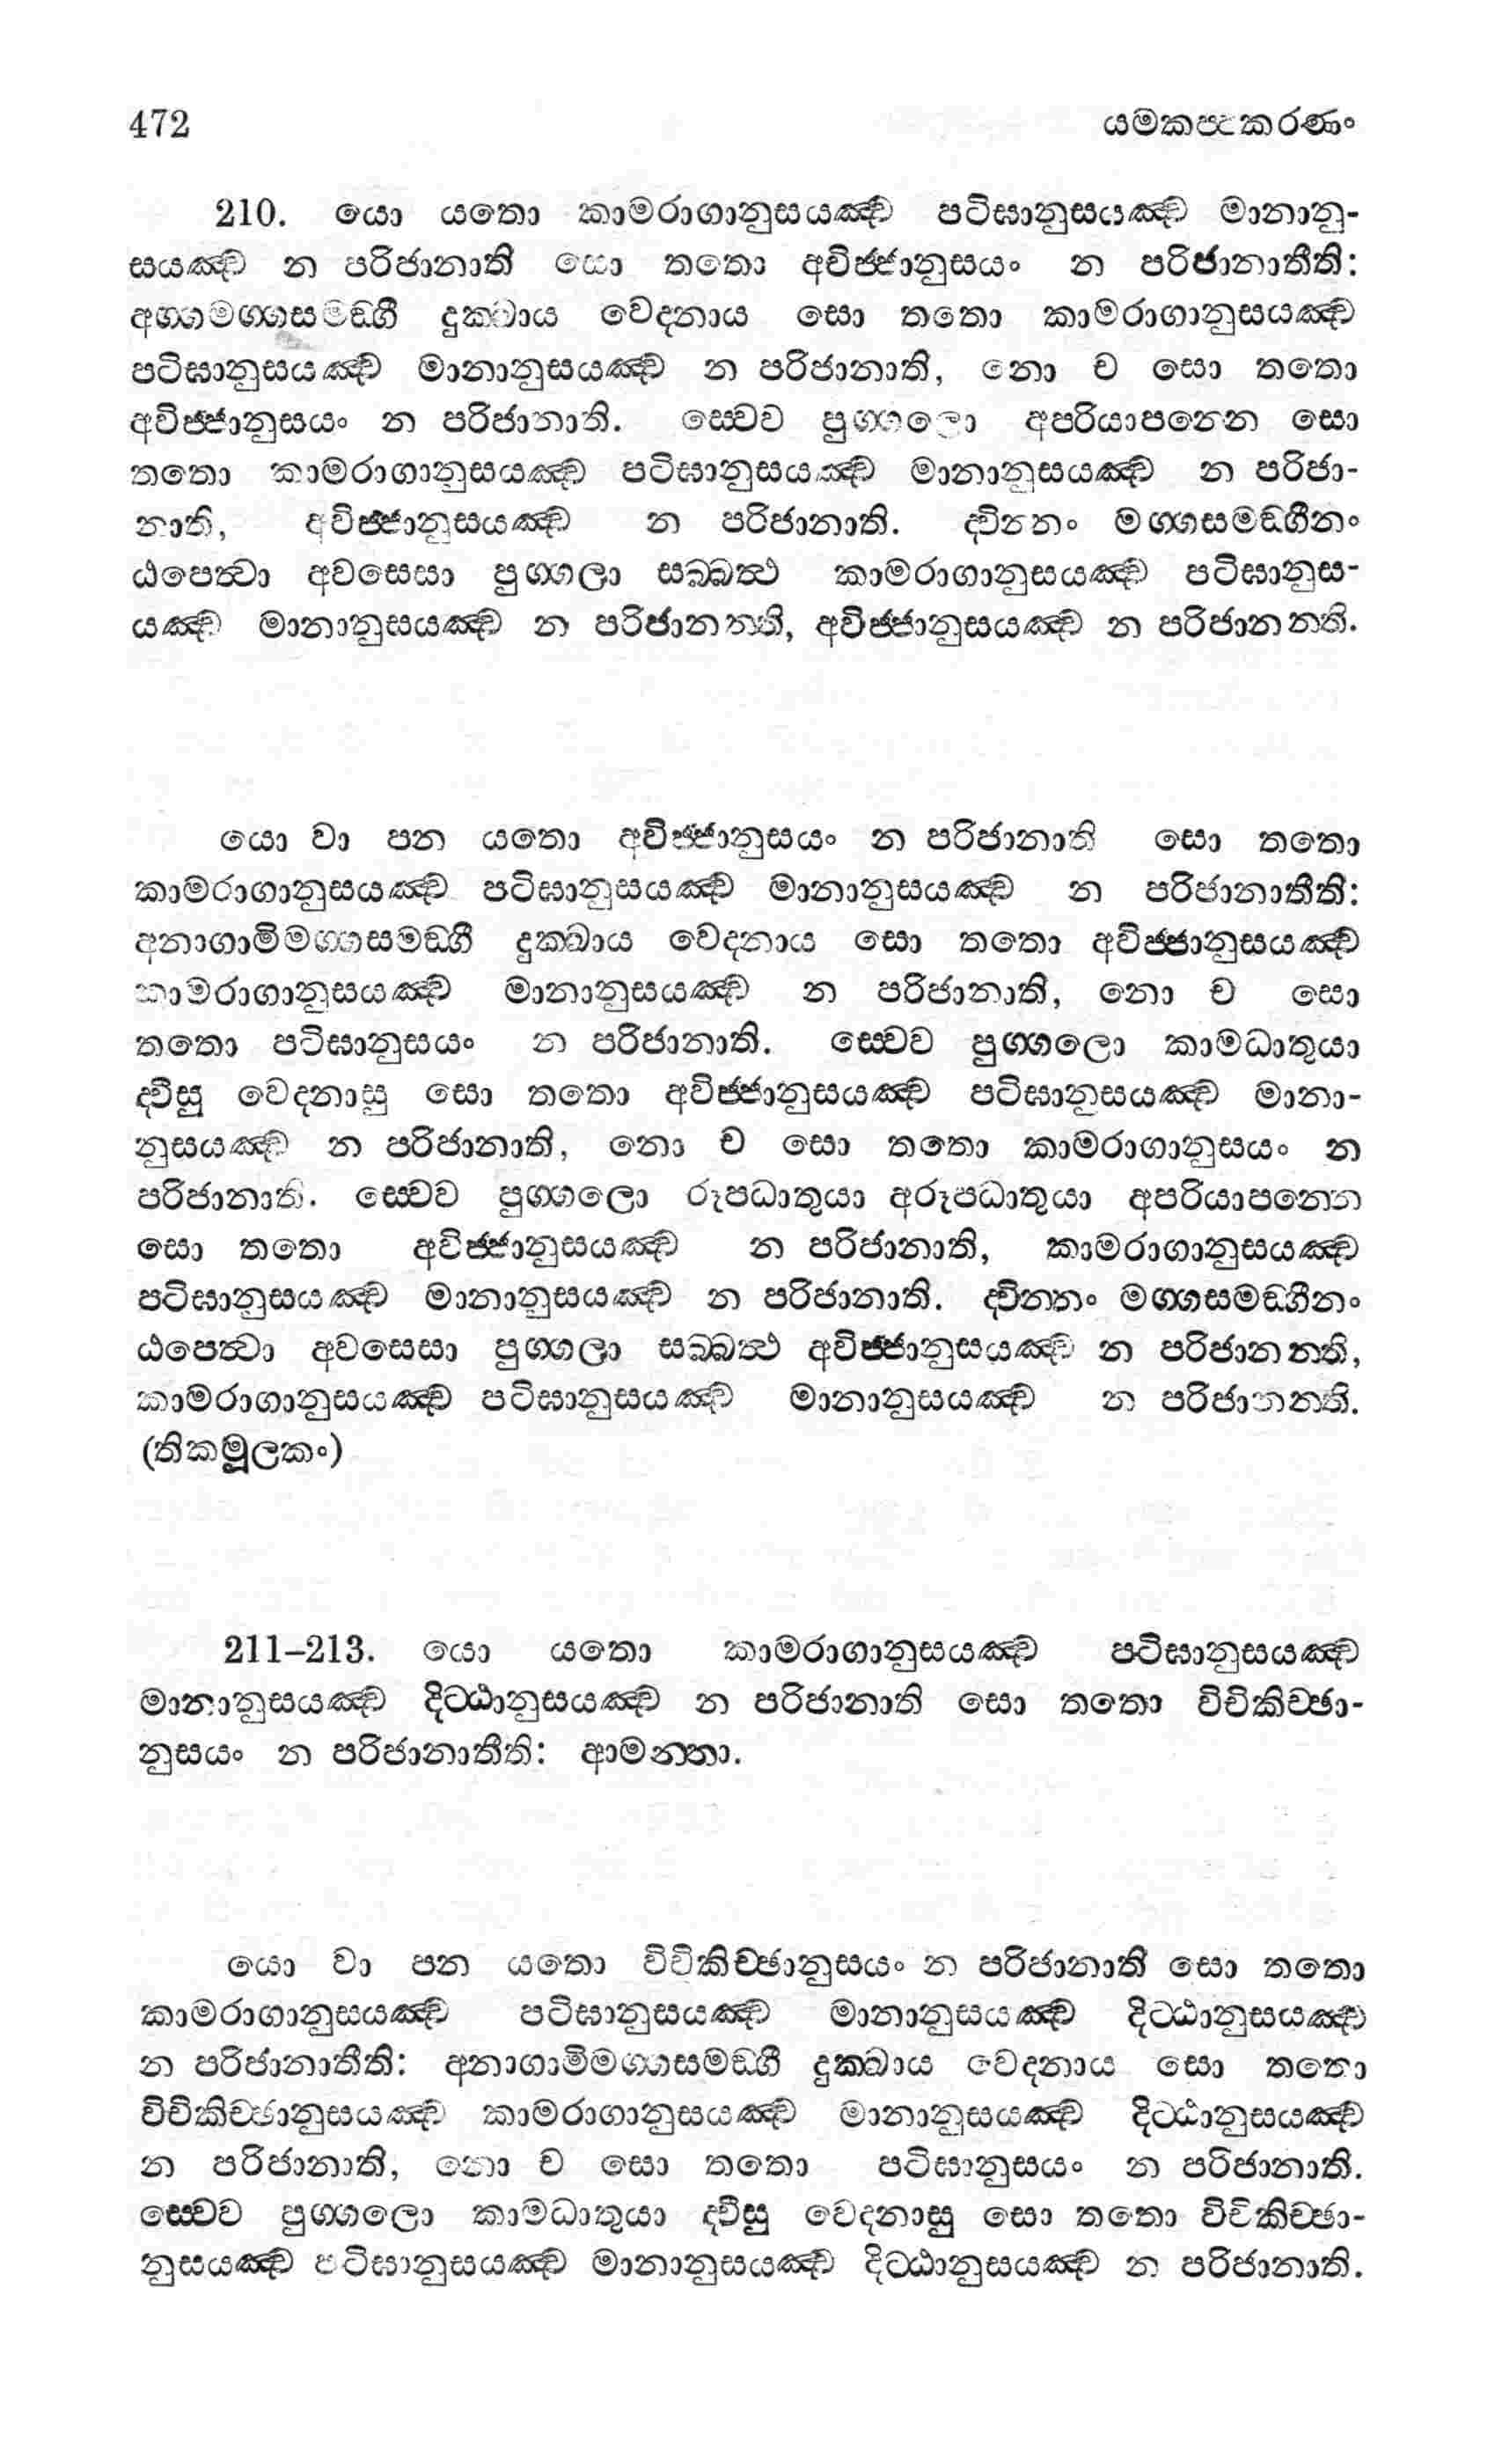 472 යමකප්පකරණං
210. යො යතො කාමරාගානුසයඤ්ච පටිඝානුසයඤ්ච මානානු-
සයඤ්ච න පරිජානාති සො තතො අවිජ්ජානුසයං න පරිජානාතීති:
අග්ගමග්ගසමඞ්ගී දුක්ඛාය වෙදනාය සො තතො කාමරාගානුසයඤ්ච
පටිඝානුසයඤ්ච මානානුසයඤ්ච න පරිජානාති, නො ච සො තතො
අවිජ්ජානුසයං න පරිජානාති. ස්වෙව පුග්ගලො අපරියාපන්නෙ සො
තතො කාමරාගානුසයඤ්ච පටිඝානුසයඤ්ච මානානුසයඤ්ච න පරිජා-
නාති, අවිජ්ජානුසයඤ්ච න පරිජානාති. ද්වින්නං මග්ගසමඞ්ගීනං
ඨපෙත්වා අවසෙසා පුග්ගලා සබ්බත්ථ කාමරාගානුසයඤ්ච පටිඝානුස-
යඤ්ච මානානුසයඤ්ච න පරිජානන්ති, අවිජ්ජානුසයඤ්ච න පරිජානන්ති.
යො වා පන යතො අවිජ්ජානුසයං න පරිජානාති සො තතො
කාමරාගානුසයඤ්ච පටිඝානුසයඤ්ච මානානුසයඤ්ච න පරිජානාතීති:
අනාගාමිමග්ගසමඞ්ගී දුක්ඛාය වෙදනාය සො තතො අවිජ්ජානුසයඤ්ච
කාමරාගානුසයඤ්ච මානානුසයඤ්ච න පරිජානාති, නො ච සො
තතො පටිඝානුසයං න පරිජානාති. ස්වෙව පුග්ගලො කාමධාතුයා
ද්වීසු වෙදනාසු සො තතො අවිජ්ජානුසයඤ්ච පටිඝානුසයඤ්ච මානා-
නුසයඤ්ච න පරිජානාති, නො ච සො තතො කාමරාගානුසයං න
පරිජානාති. ස්වෙව පුග්ගලො රූපධාතුයා අරූපධාතුයා අපරියාපන්නෙ
සො තතො අවිජ්ජානුසයඤ්ච න පරිජානාති, කාමරාගානුසයඤ්ච
පටිඝානුසයඤ්ච මානානුසයඤ්ච න පරිජානාති. ද්වින්නං මග්ගසමඞ්ගීනං
ඨපෙත්වා අවසෙසා පුග්ගලා සබ්බත්ථ අවිජ්ජානුසයඤ්ච න පරිජානන්ති,
කාමරාගානුසයඤ්ච පටිඝානුසයඤ්ච මානානුසයඤ්ච න පරිජානන්ති.
(තිකමූලකං)
211–213. යො යතො කාමරාගානුසයඤ්ච පටිඝානුසයඤ්ච
මානානුසයඤ්ච දිට්ඨානුසයඤ්ච න පරිජානාති සො තතො විචිකිච්ඡා-
නුසයං න පරිජානාතීති: ආමන්තා.
යො වා පන යතො විචිකිච්ඡානුසයං න පරිජානාති සො තතො
කාමරාගානුසයඤ්ච පටිඝානුසයඤ්ච මානානුසයඤ්ච දිට්ඨානුසයඤ්ච
න පරිජානාතීති: අනාගාමිමග්ගසමඞ්ගී දුක්ඛාය වෙදනාය සො තතො
විචිකිච්ඡානුසයඤ්ච කාමරාගානුසයඤ්ච මානානුසයඤ්ච දිට්ඨානුසයඤ්ච
න පරිජානාති, නො ච සො තතො පටිඝානුසයං න පරිජානාති.
ස්වෙව පුග්ගලො කාමධාතුයා ද්වීසු වෙදනාසු සො තතො විචිකිච්ඡා-
නුසයඤ්ච පටිඝානුසයඤ්ච මානානුසයඤ්ච දිට්ඨානුසයඤ්ච න පරිජානාති.